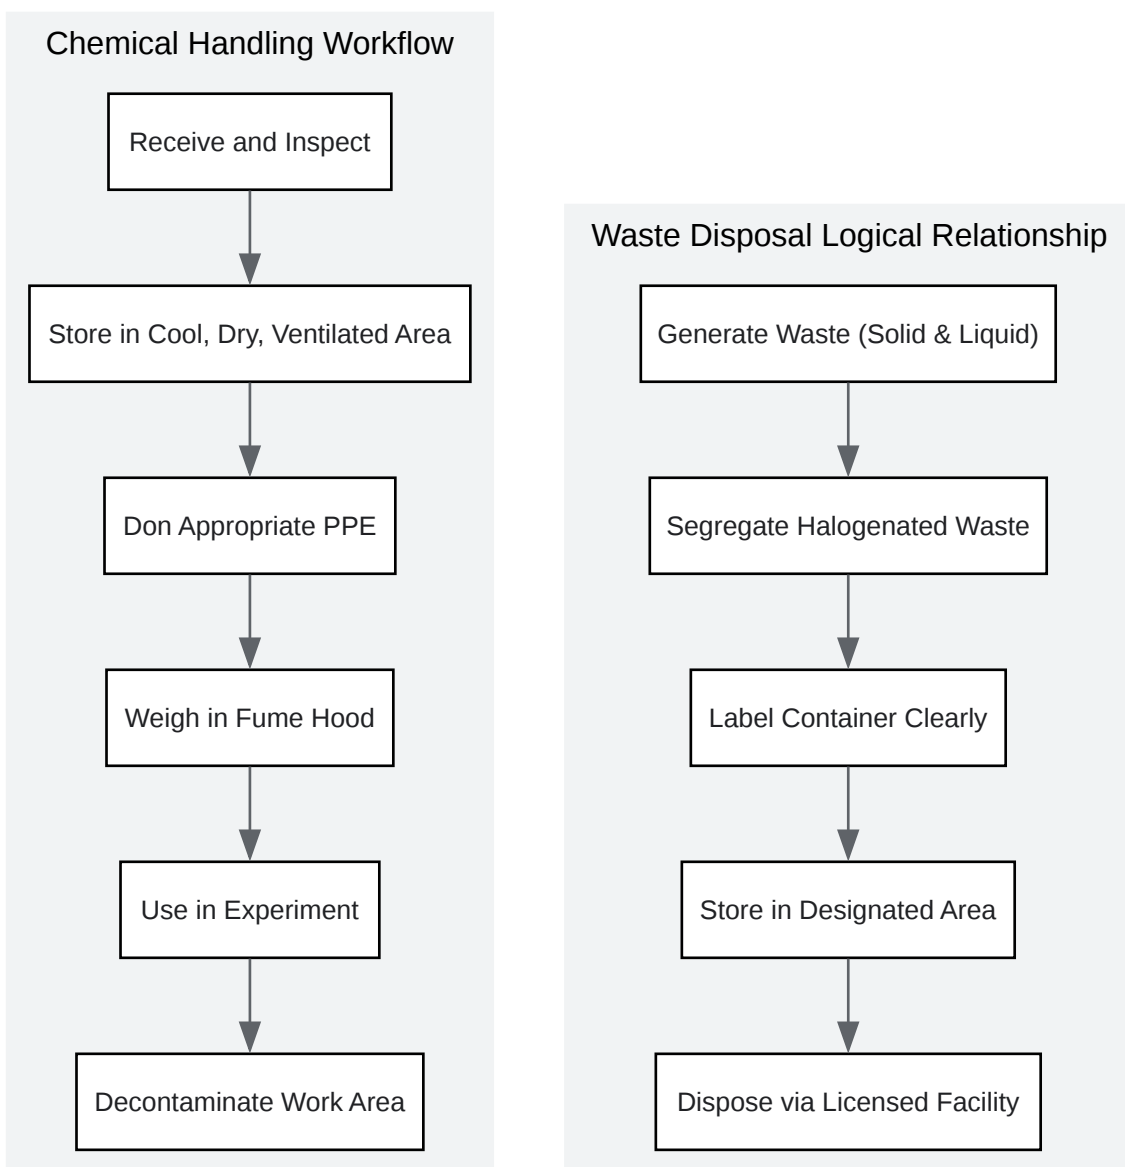 Chemical Handling Workflow
Receive and Inspect
Store in Cool, Dry, Ventilated Area
Don Appropriate PPE
Weigh in Fume Hood
Use in Experiment
Decontaminate Work Area
Waste Disposal Logical Relationship
Generate Waste (Solid & Liquid)
Segregate Halogenated Waste
Label Container Clearly
Store in Designated Area
Dispose via Licensed Facility